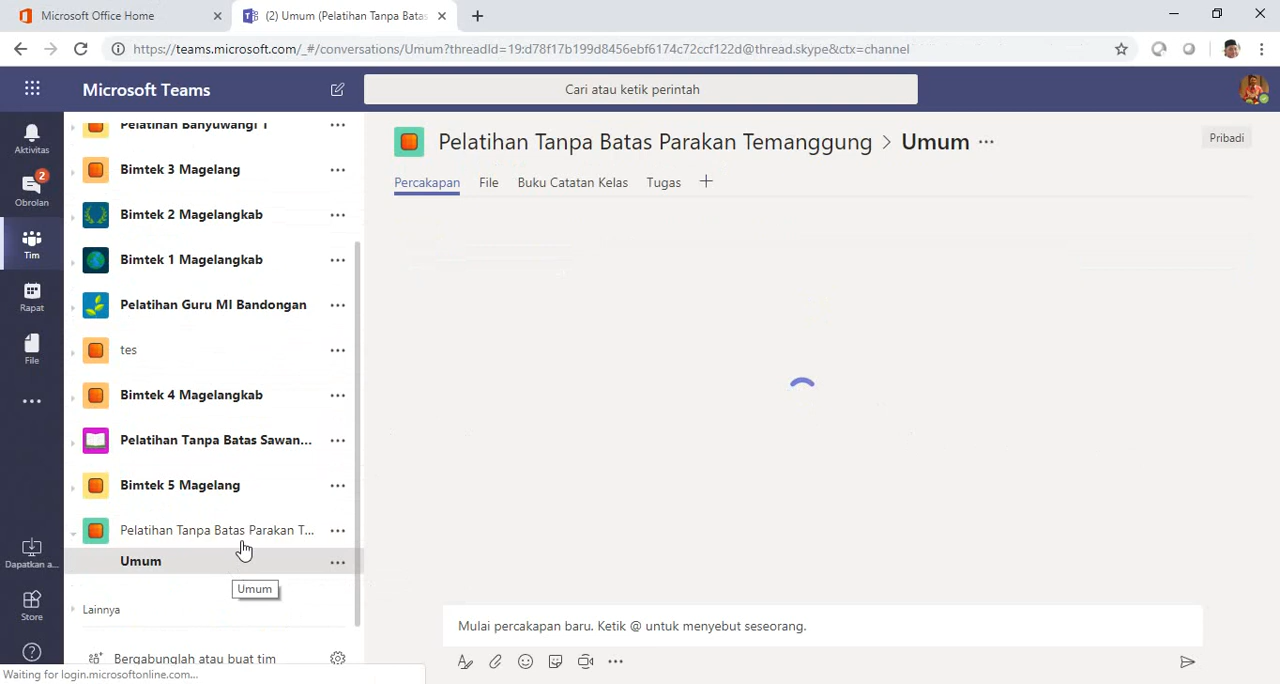 Microsoft Office Home
(2) Umum (Pelatihan Tanpa Batas
https://teams.microsoft.com/_#/conversations/Umum?threadId=19:d78f17b199d8456ebf6174c72ccf122d@thread.skype&ctx=channel
Microsoft Teams
Cari atau ketik perintah
Aktivitas
2
Obrolan
Tim
Rapat
File
Dapatkan a...
Store
Pelatihan Banyuwangi 1
Bimtek 3 Magelang
Bimtek 2 Magelangkab
Bimtek 1 Magelangkab
Pelatihan Guru MI Bandongan
tes
Bimtek 4 Magelangkab
Pelatihan Tanpa Batas Sawan...
Bimtek 5 Magelang
Pelatihan Tanpa Batas Parakan T...
Umum
Umum
Lainnya
Bergabunglah atau buat tim
Waiting for login.microsoftonline.com...
Pelatihan Tanpa Batas Parakan Temanggung > Umum ...
Pribadi
Percakapan File Buku Catatan Kelas Tugas +
Mulai percakapan baru. Ketik @ untuk menyebut seseorang.